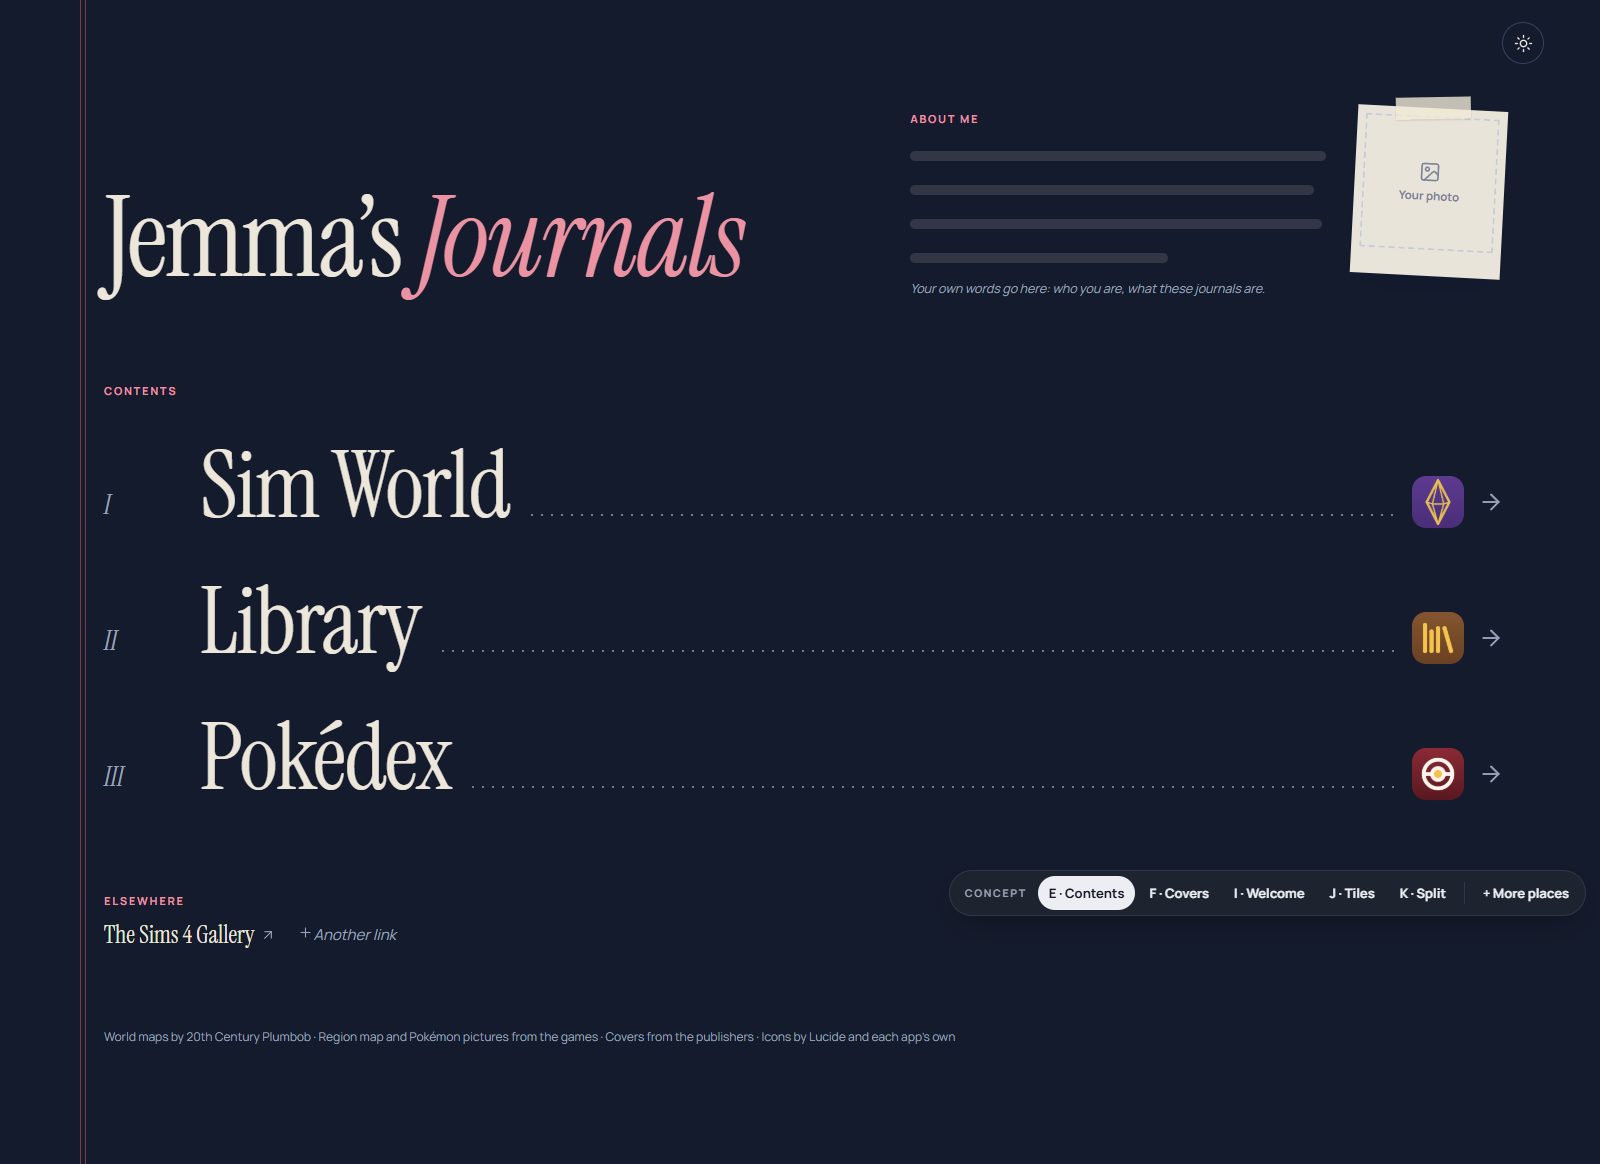 Jemma’s Journals
ABOUT ME
Your photo
Your own words go here: who you are, what these journals are.
CONTENTS
I
Sim World
II
Library
III
Pokédex
CONCEPT E · Contents F · Covers I · Welcome J · Tiles K · Split + More places
ELSEWHERE
The Sims 4 Gallery + Another link
World maps by 20th Century Plumbob · Region map and Pokémon pictures from the games · Covers from the publishers · Icons by Lucide and each app’s own